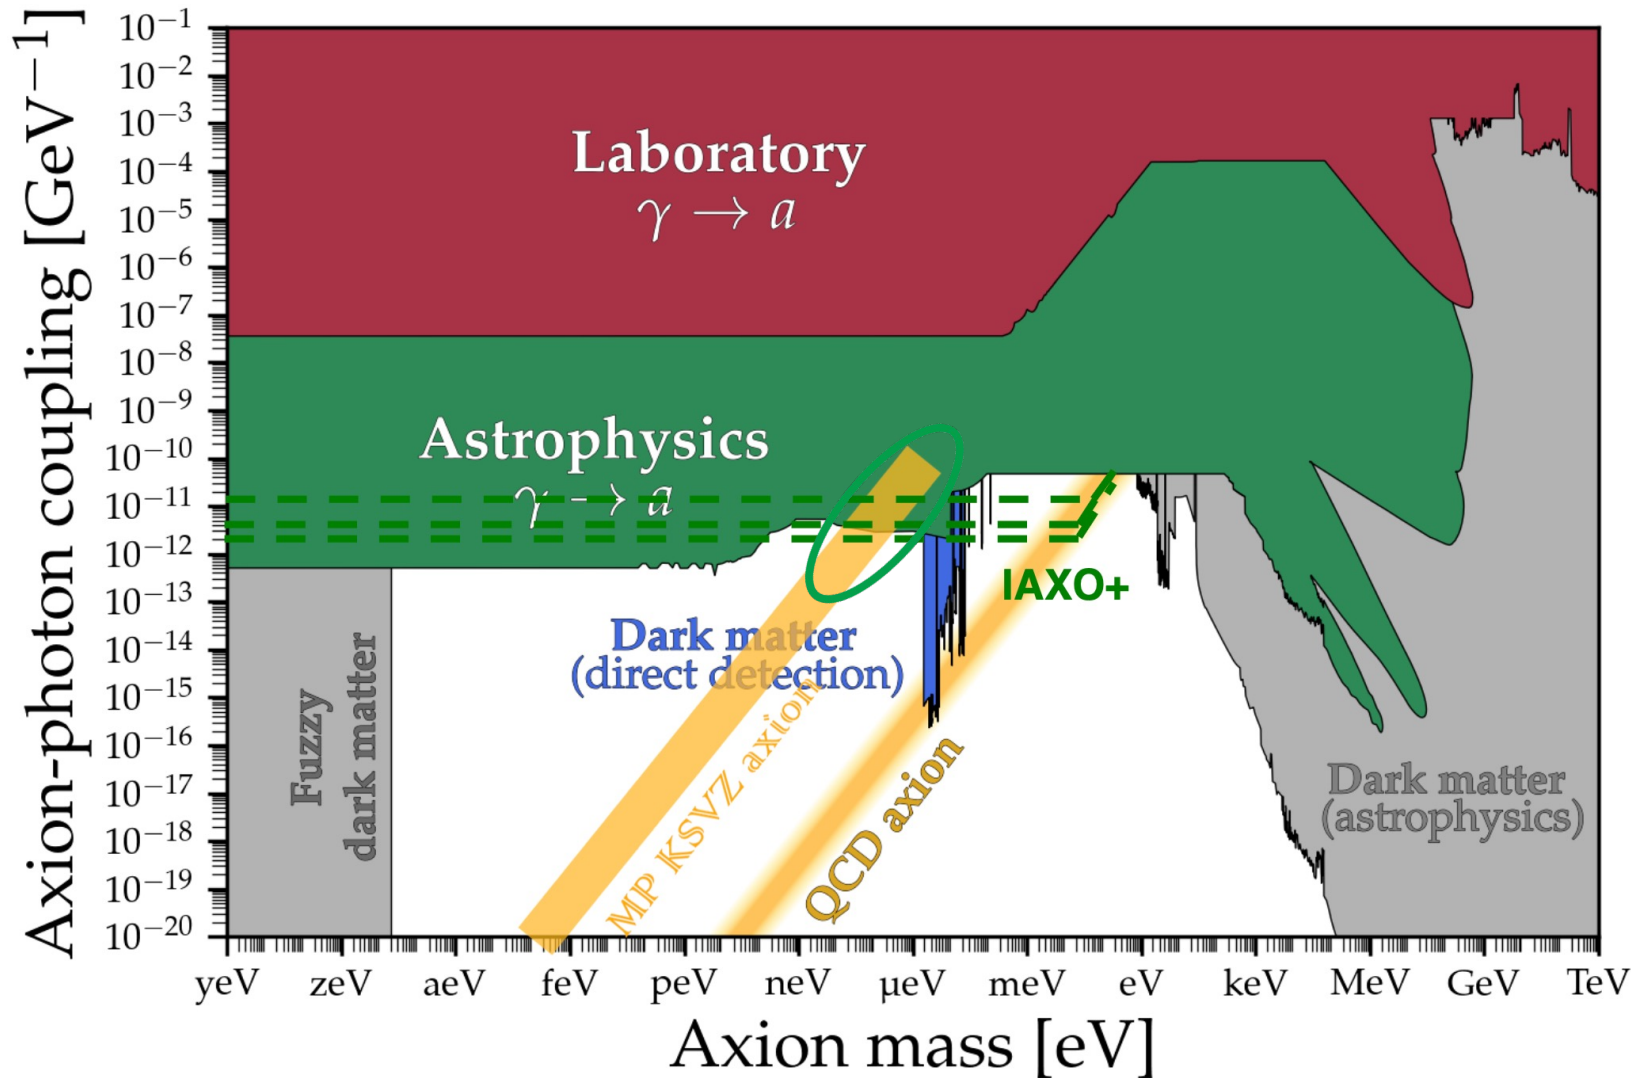 Axion-photon coupling [GeV⁻¹]
10⁻¹
10⁻²
10⁻³
10⁻⁴
10⁻⁵
10⁻⁶
10⁻⁷
10⁻⁸
10⁻⁹
10⁻¹⁰
10⁻¹¹
10⁻¹²
10⁻¹³
10⁻¹⁴
10⁻¹⁵
10⁻¹⁶
10⁻¹⁷
10⁻¹⁸
10⁻¹⁹
10⁻²⁰
Laboratory
γ → a
Astrophysics
γ → a
IAXO+
Dark matter
(direct detection)
Fuzzy
dark matter
MP KSVZ axion
QCD axion
Dark matter
(astrophysics)
yeV zeV aeV feV peV neV μeV meV eV keV MeV GeV TeV
Axion mass [eV]